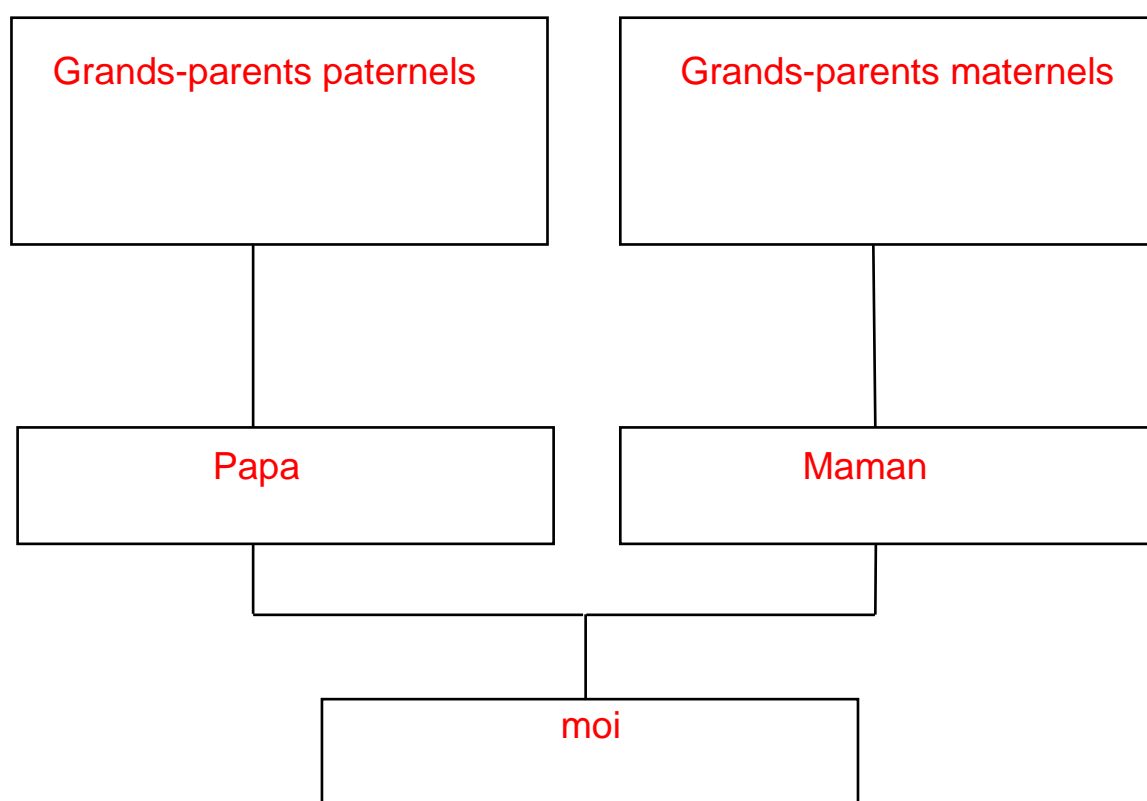 Grands-parents paternels
Grands-parents maternels
Papa
Maman
moi